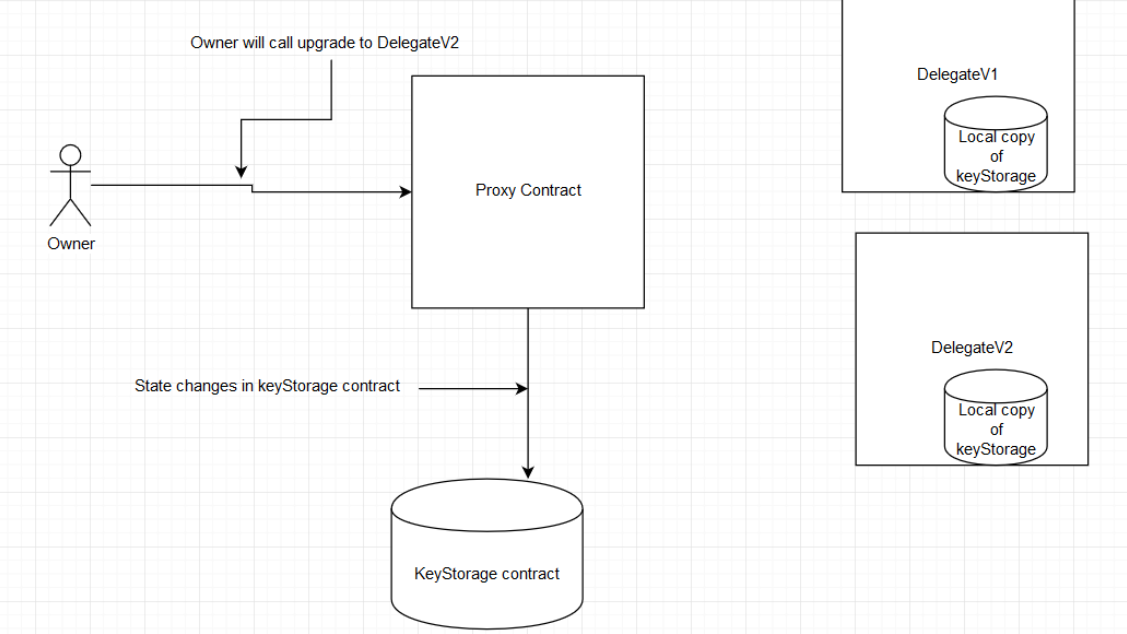 Owner will call upgrade to DelegateV2
DelegateV1
Local copy
of
keyStorage
Proxy Contract
Owner
DelegateV2
State changes in keyStorage contract
Local copy
of
keyStorage
KeyStorage contract